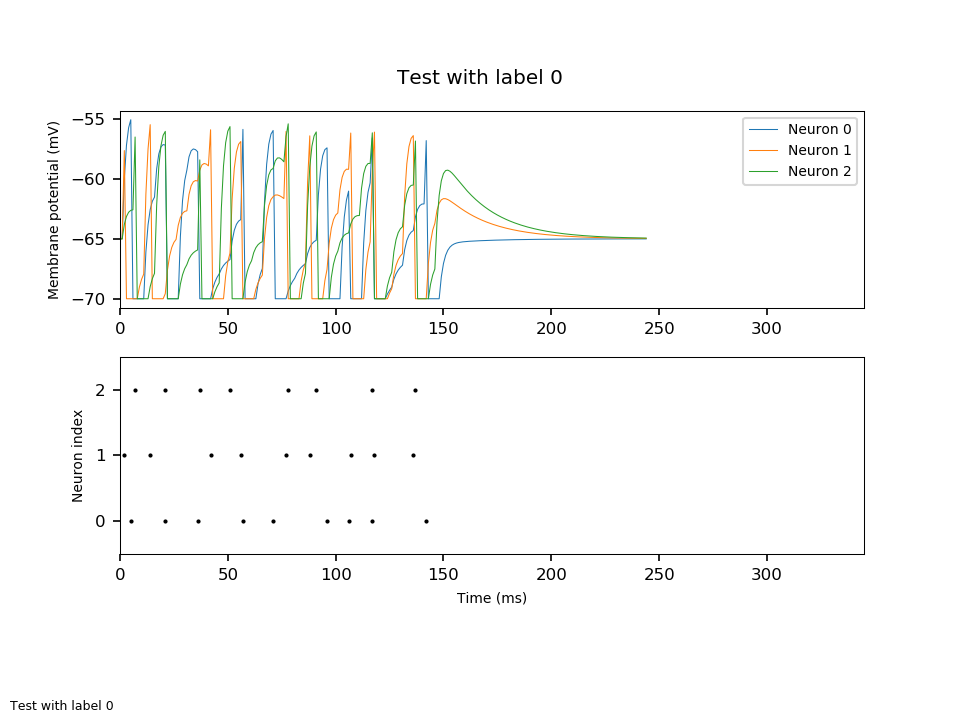 Test with label 0
−55
−60
−65
−70
Membrane potential (mV)
Neuron 0
Neuron 1
Neuron 2
0 50 100 150 200 250 300
2
1
0
Neuron index
0 50 100 150 200 250 300
Time (ms)
Test with label 0